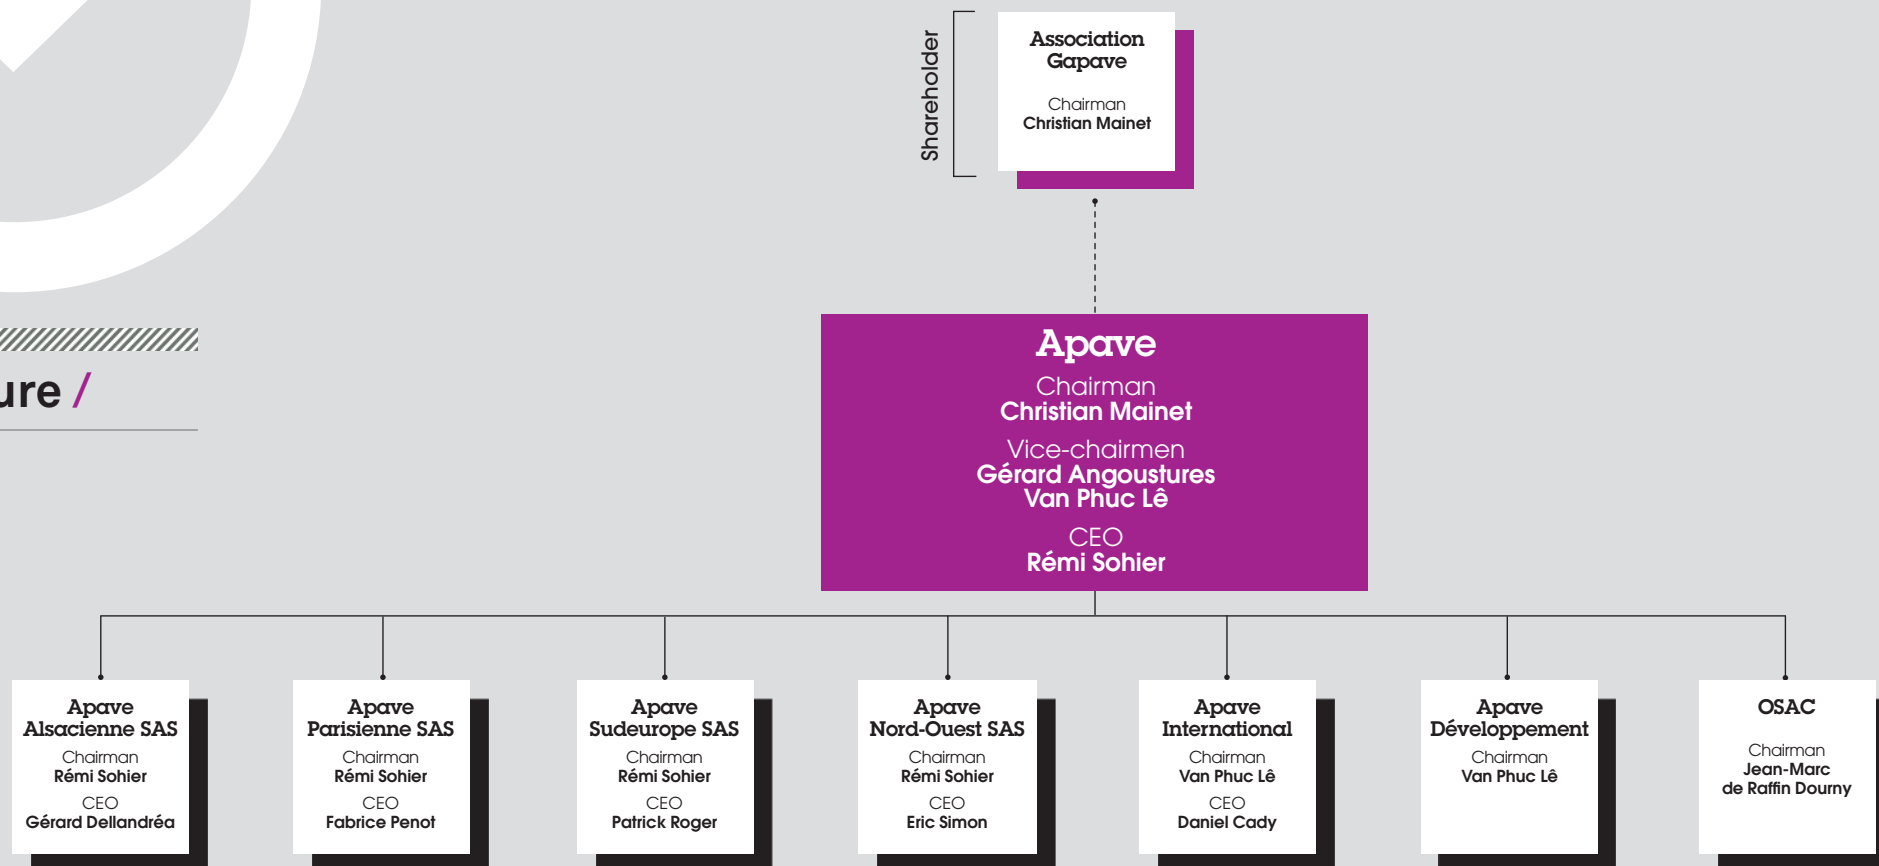 Shareholder
Association
Gapave
Chairman
Christian Mainet
ure /
Apave
Chairman
Christian Mainet
Vice-chairmen
Gérard Angoustures
Van Phuc Lê
CEO
Rémi Sohier
Apave
Alsacienne SAS
Chairman
Rémi Sohier
CEO
Gérard Dellandréa
Apave
Parisienne SAS
Chairman
Rémi Sohier
CEO
Fabrice Penot
Apave
Sudeurope SAS
Chairman
Rémi Sohier
CEO
Patrick Roger
Apave
Nord-Ouest SAS
Chairman
Rémi Sohier
CEO
Eric Simon
Apave
International
Chairman
Van Phuc Lê
CEO
Daniel Cady
Apave
Développement
Chairman
Van Phuc Lê
OSAC
Chairman
Jean-Marc
de Raffin Dourny